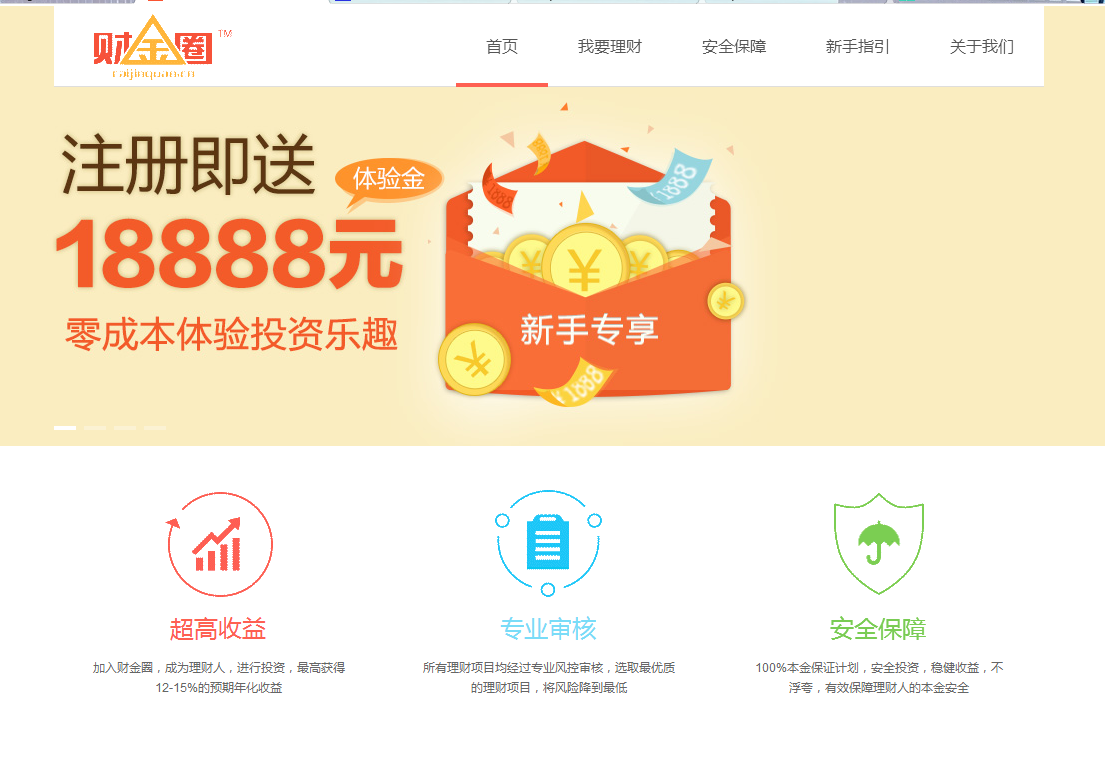 财金圈 TM
caijinquan.cn
首页 我要理财 安全保障 新手指引 关于我们
注册即送
体验金
18888元
零成本体验投资乐趣
1888
1888
新手专享
¥1888
超高收益
加入财金圈，成为理财人，进行投资，最高获得
12-15%的预期年化收益
专业审核
所有理财项目均经过专业风控审核，选取最优质
的理财项目，将风险降到最低
安全保障
100%本金保证计划，安全投资，稳健收益，不
浮夸，有效保障理财人的本金安全